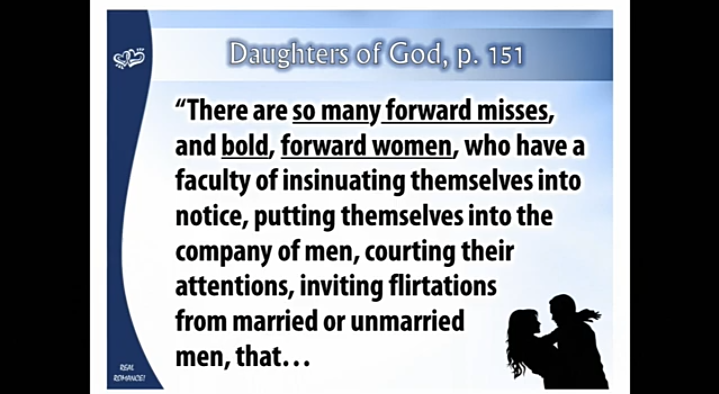 Daughters of God, p. 151
“There are so many forward misses,
and bold, forward women, who have a
faculty of insinuating themselves into
notice, putting themselves into the
company of men, courting their
attentions, inviting flirtations
from married or unmarried
men, that…
REAL
ROMANCE!